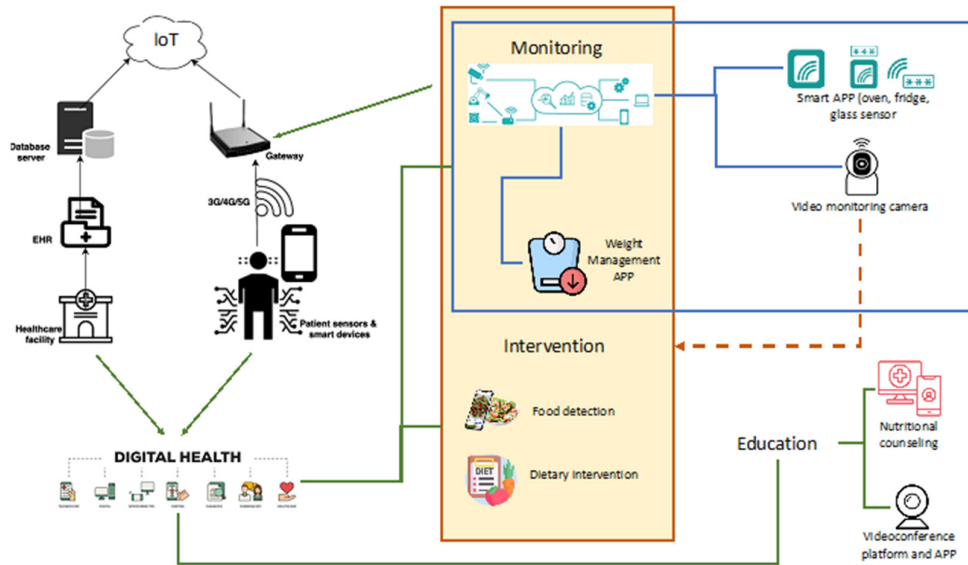 IoT
Monitoring
Smart APP (oven, fridge,
glass sensor
Database
server
Gateway
3G/4G/5G
Video monitoring camera
EHR
Weight
Management
APP
Healthcare
facility
Patient sensors &
smart devices
Intervention
Food detection
Nutritional
counseling
Education
DIGITAL HEALTH
Dietary intervention
DIET
Videoconference
platform and APP